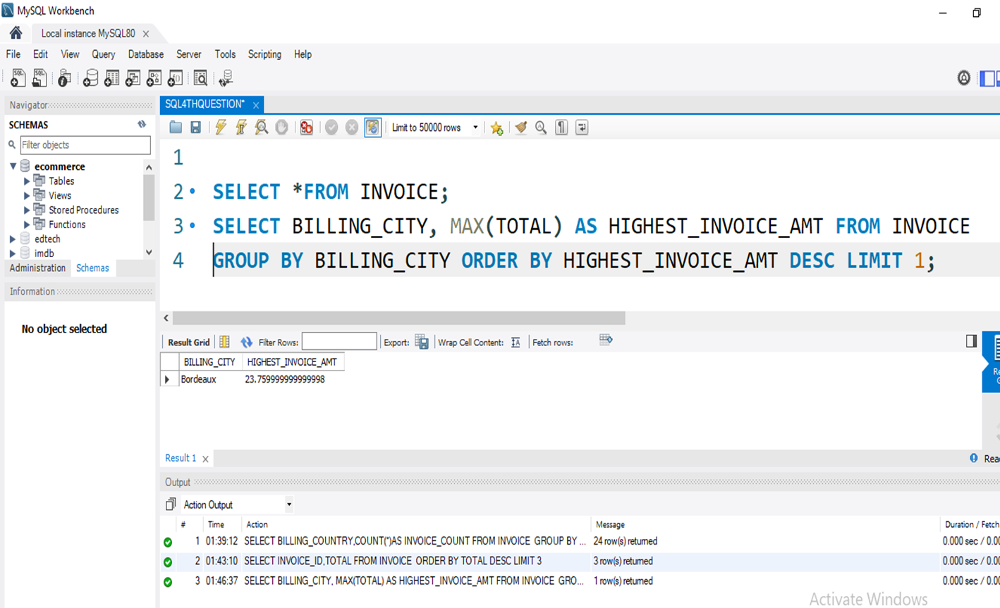 MySQL Workbench
Local instance MySQL80
File Edit View Query Database Server Tools Scripting Help
Navigator
SCHEMAS
Filter objects
ecommerce
Tables
Views
Stored Procedures
Functions
edtech
imdb
Administration Schemas
Information
No object selected
SQL4THQUESTION*
Limit to 50000 rows
1
2 SELECT *FROM INVOICE;
3 SELECT BILLING_CITY, MAX(TOTAL) AS HIGHEST_INVOICE_AMT FROM INVOICE
4 GROUP BY BILLING_CITY ORDER BY HIGHEST_INVOICE_AMT DESC LIMIT 1;
Result Grid Filter Rows: Export: Wrap Cell Content: Fetch rows:
BILLING_CITY HIGHEST_INVOICE_AMT
Bordeaux 23.759999999999998
Result 1
Output
Action Output
# Time Action Message Duration / Fetch
1 01:39:12 SELECT BILLING_COUNTRY,COUNT(*)AS INVOICE_COUNT FROM INVOICE GROUP BY ... 24 row(s) returned 0.000 sec / 0.00
2 01:43:10 SELECT INVOICE_ID,TOTAL FROM INVOICE ORDER BY TOTAL DESC LIMIT 3 3 row(s) returned 0.000 sec / 0.00
3 01:46:37 SELECT BILLING_CITY, MAX(TOTAL) AS HIGHEST_INVOICE_AMT FROM INVOICE GRO... 1 row(s) returned 0.000 sec / 0.00
Activate Windows